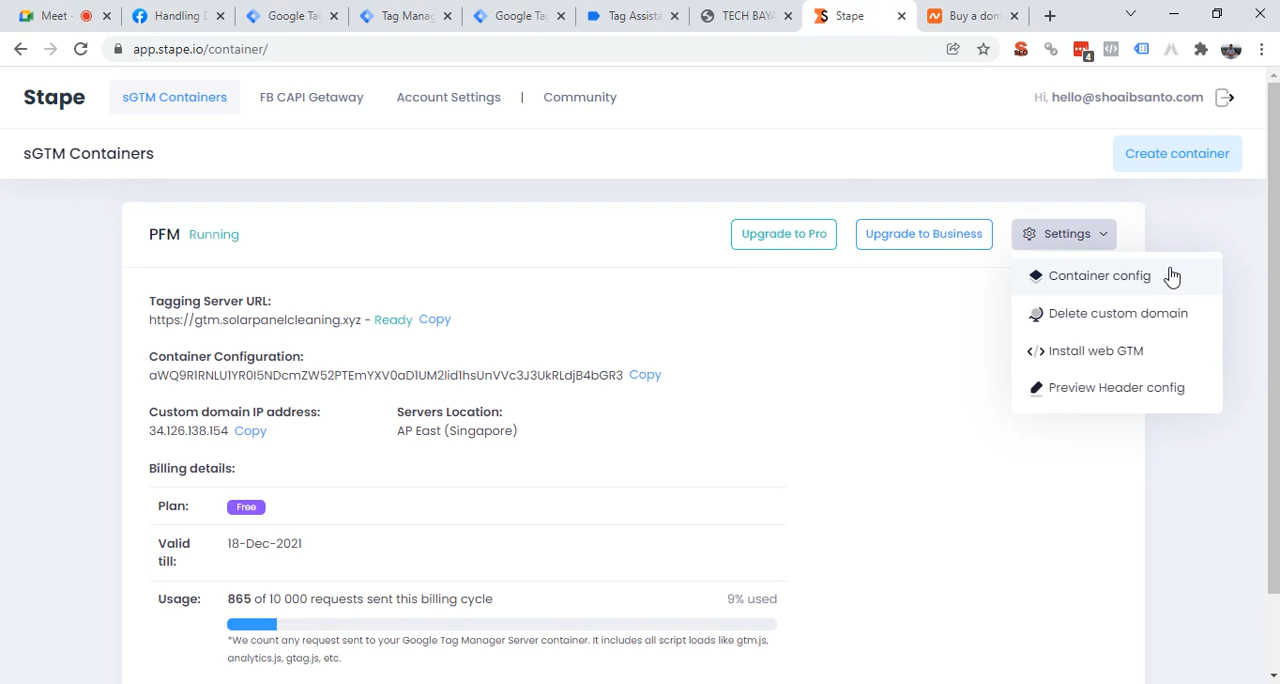 Meet -
Handling D
Google Tag
Tag Manag
Google Tag
Tag Assista
TECH BAYA
Stape
Buy a dom
app.stape.io/container/
4
Stape
sGTM Containers
FB CAPI Getaway
Account Settings
|
Community
Hi, hello@shoaibsanto.com
sGTM Containers
Create container
PFM Running
Upgrade to Pro
Upgrade to Business
Settings
Container config
Delete custom domain
Install web GTM
Preview Header config
Tagging Server URL:
https://gtm.solarpanelcleaning.xyz - Ready Copy
Container Configuration:
aWQ9R1RNLU1YR0I5NDcmZW52PTEmYXV0aD1UM2lid1hsUnVVc3J3UkRLdjB4bGR3 Copy
Custom domain IP address:
34.126.138.154 Copy
Servers Location:
AP East (Singapore)
Billing details:
Plan:
Free
Valid
till:
18-Dec-2021
Usage:
865 of 10 000 requests sent this billing cycle
9% used
*We count any request sent to your Google Tag Manager Server container. It includes all script loads like gtm.js,
analytics.js, gtag.js, etc.